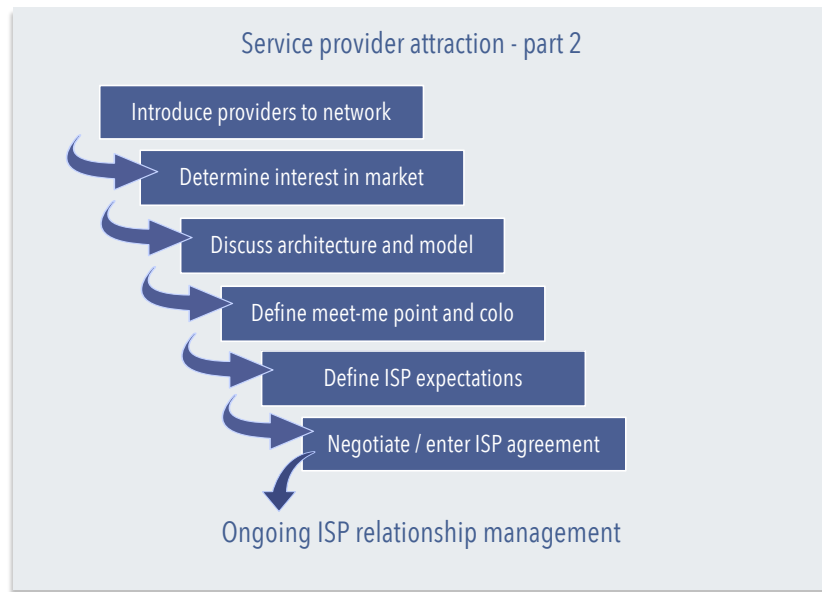 Service provider attraction - part 2
Introduce providers to network
Determine interest in market
Discuss architecture and model
Define meet-me point and colo
Define ISP expectations
Negotiate / enter ISP agreement
Ongoing ISP relationship management